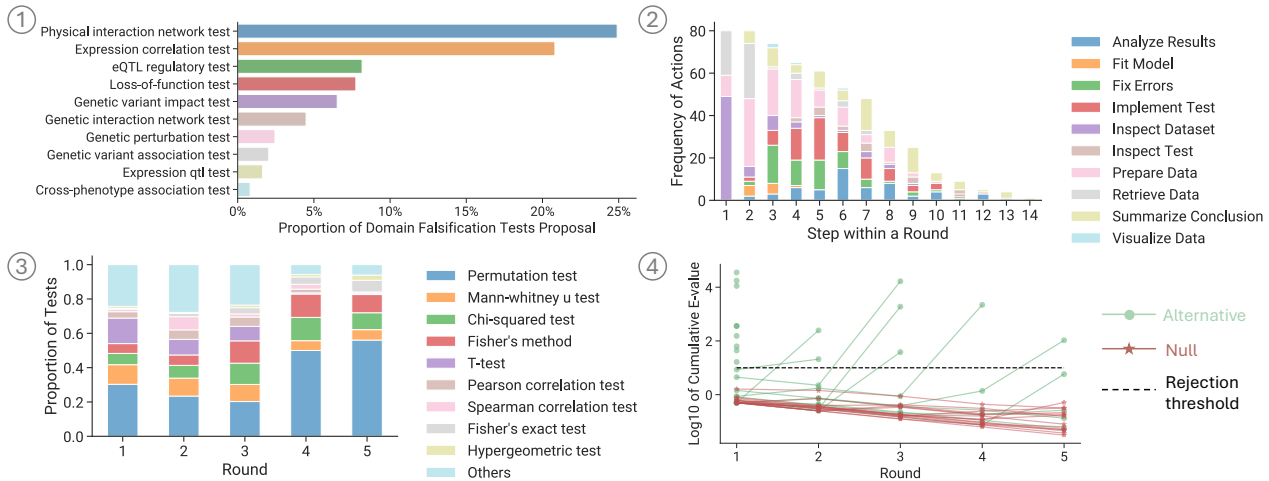 1
Physical interaction network test
Expression correlation test
eQTL regulatory test
Loss-of-function test
Genetic variant impact test
Genetic interaction network test
Genetic perturbation test
Genetic variant association test
Expression qtl test
Cross-phenotype association test
0% 5% 10% 15% 20% 25%
Proportion of Domain Falsification Tests Proposal
2
Frequency of Actions
80
60
40
20
0
1 2 3 4 5 6 7 8 9 10 11 12 13 14
Step within a Round
Analyze Results
Fit Model
Fix Errors
Implement Test
Inspect Dataset
Inspect Test
Prepare Data
Retrieve Data
Summarize Conclusion
Visualize Data
3
Proportion of Tests
1.0
0.8
0.6
0.4
0.2
0.0
1 2 3 4 5
Round
Permutation test
Mann-whitney u test
Chi-squared test
Fisher's method
T-test
Pearson correlation test
Spearman correlation test
Fisher's exact test
Hypergeometric test
Others
4
Log10 of Cumulative E-value
4
2
0
1 2 3 4 5
Round
Alternative
Null
Rejection
threshold